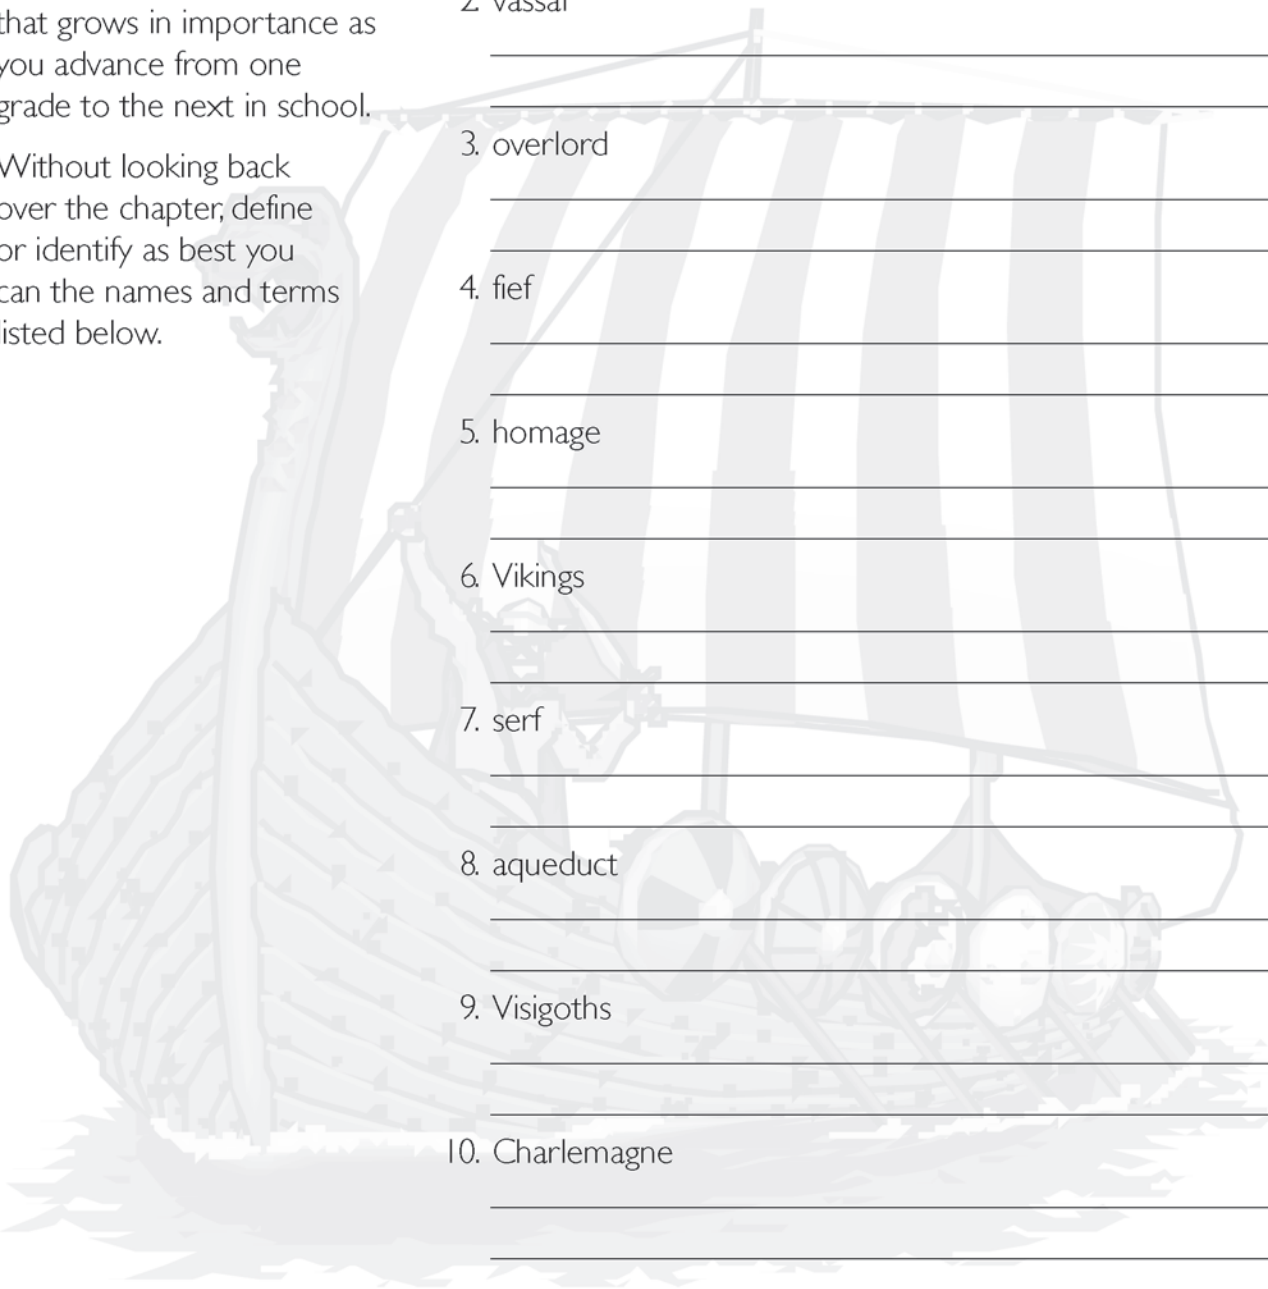 that grows in importance as
you advance from one
grade to the next in school.
Without looking back
over the chapter, define
or identify as best you
can the names and terms
listed below.
2. vassal
3. overlord
4. fief
5. homage
6. Vikings
7. serf
8. aqueduct
9. Visigoths
10. Charlemagne